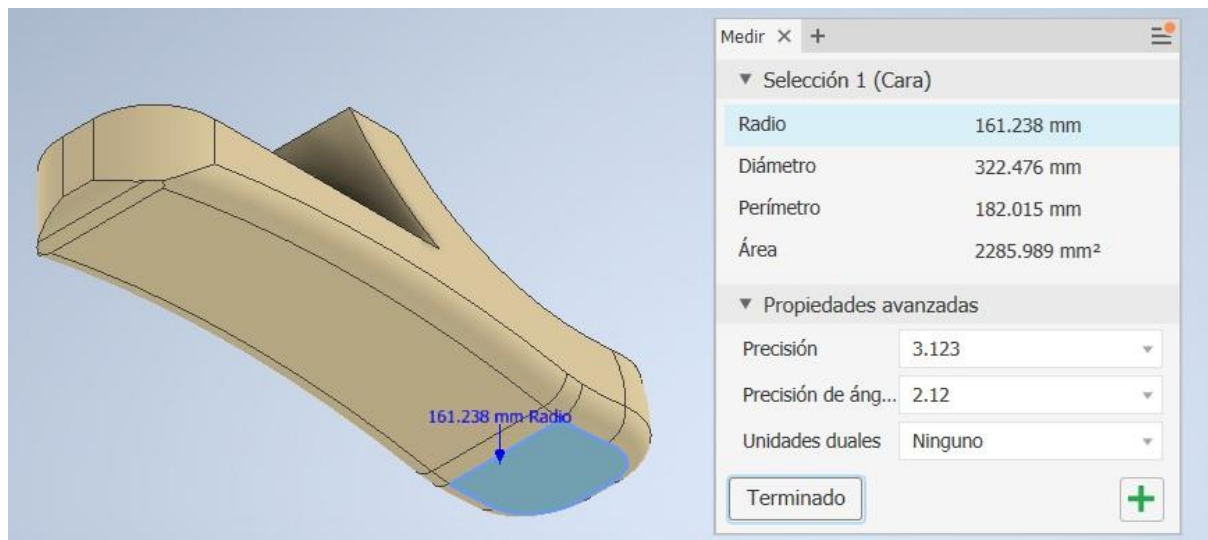 Medir × +
▼ Selección 1 (Cara)
Radio 161.238 mm
Diámetro 322.476 mm
Perímetro 182.015 mm
Área 2285.989 mm²
▼ Propiedades avanzadas
Precisión 3.123
Precisión de áng... 2.12
Unidades duales Ninguno
Terminado
161.238 mm Radio